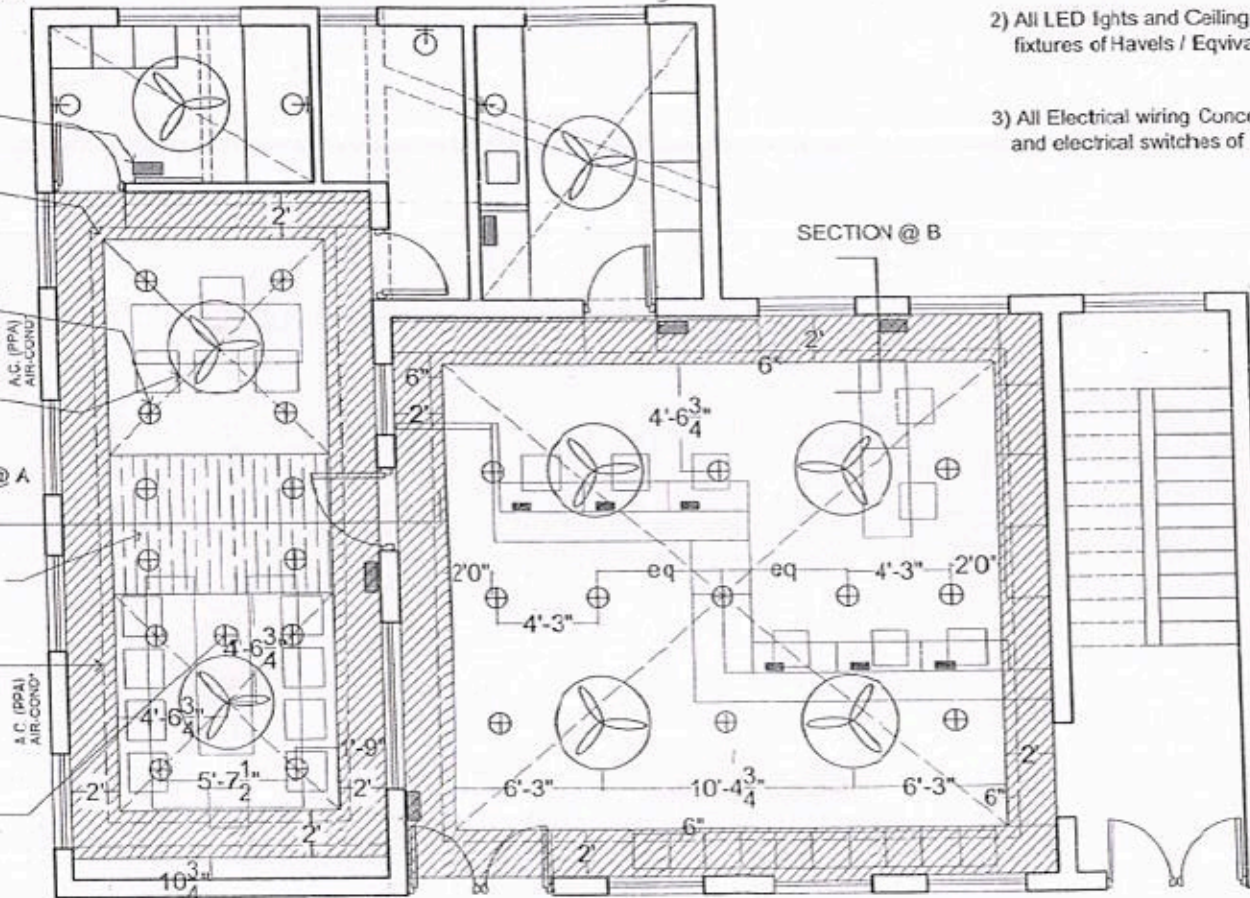 2) All LED lights and Ceiling
fixtures of Havels / Eqviva
3) All Electrical wiring Conce
and electrical switches of
SECTION @ B
2'
A.C. (PPA)
AIR-COND'
2'
6"
6"
2'
4'-6 3/4"
@ A
2'0"
eq
eq
4'-3"
2'0"
4'-3"
4'-6 3/4"
A.C. (PPA)
AIR-COND'
4'-6 3/4"
1'-9"
2'
5'-7 1/2"
2'
2'
6'-3"
10'-4 3/4"
6'-3"
6"
2'
6"
2'
2'
10 3/4"